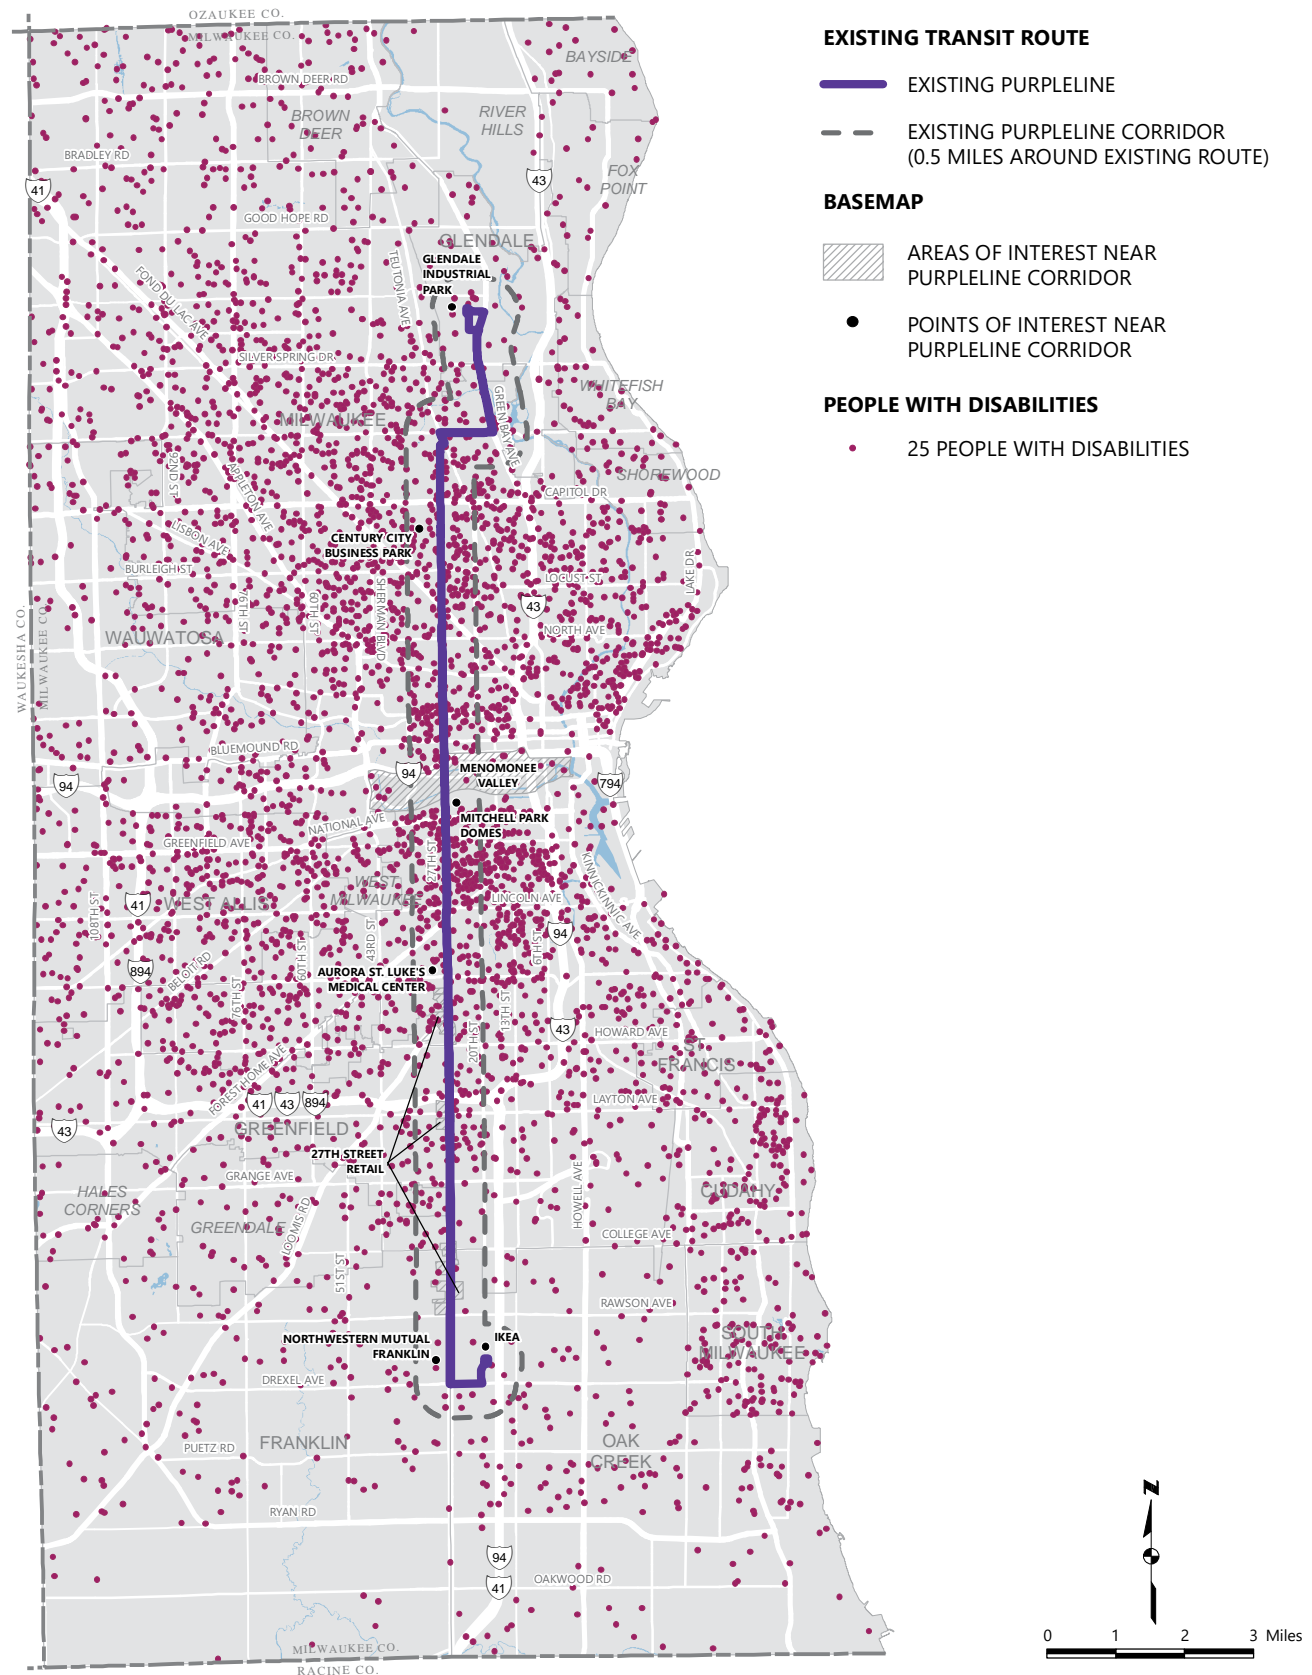 OZAUKEE CO.
MILWAUKEE CO.
EXISTING TRANSIT ROUTE
EXISTING PURPLELINE
EXISTING PURPLELINE CORRIDOR
(0.5 MILES AROUND EXISTING ROUTE)
BASEMAP
AREAS OF INTEREST NEAR
PURPLELINE CORRIDOR
POINTS OF INTEREST NEAR
PURPLELINE CORRIDOR
PEOPLE WITH DISABILITIES
25 PEOPLE WITH DISABILITIES
BAYSIDE
BROWN DEER RD
BROWN
DEER
RIVER
HILLS
BRADLEY RD
FOX
POINT
41
43
GOOD HOPE RD
GLENDALE
TEUTONIA AVE
GLENDALE
INDUSTRIAL
PARK
FOND DU LAC AVE
SILVER SPRING DR
WHITEFISH
BAY
GREEN BAY AVE
MILWAUKEE
92ND ST
APPLETON AVE
SHOREWOOD
CAPITOL DR
LISBON AVE
CENTURY CITY
BUSINESS PARK
BURLEIGH ST
LOCUST ST
LAKE DR
76TH ST
60TH ST
SHERMAN BLVD
43
WAUKESHA CO.
MILWAUKEE CO.
WAUWATOSA
NORTH AVE
BLUEMOUND RD
94
94
MENOMONEE
VALLEY
794
MITCHELL PARK
DOMES
NATIONAL AVE
GREENFIELD AVE
27TH ST
KINNICKINNIC AVE
WEST
MILWAUKEE
WEST ALLIS
LINCOLN AVE
108TH ST
41
43RD ST
60TH ST
94
6TH ST
894
BELOIT RD
AURORA ST. LUKE'S
MEDICAL CENTER
76TH ST
13TH ST
20TH ST
43
HOWARD AVE
ST.
FRANCIS
FOREST HOME AVE
LAYTON AVE
41
43
894
43
GREENFIELD
27TH STREET
RETAIL
GRANGE AVE
HALES
CORNERS
CUDAHY
HOWELL AVE
GREENDALE
LOOMIS RD
COLLEGE AVE
51ST ST
RAWSON AVE
SOUTH
MILWAUKEE
NORTHWESTERN MUTUAL
FRANKLIN
IKEA
DREXEL AVE
FRANKLIN
PUETZ RD
OAK
CREEK
RYAN RD
94
41
OAKWOOD RD
N
0 1 2 3 Miles
MILWAUKEE CO.
RACINE CO.